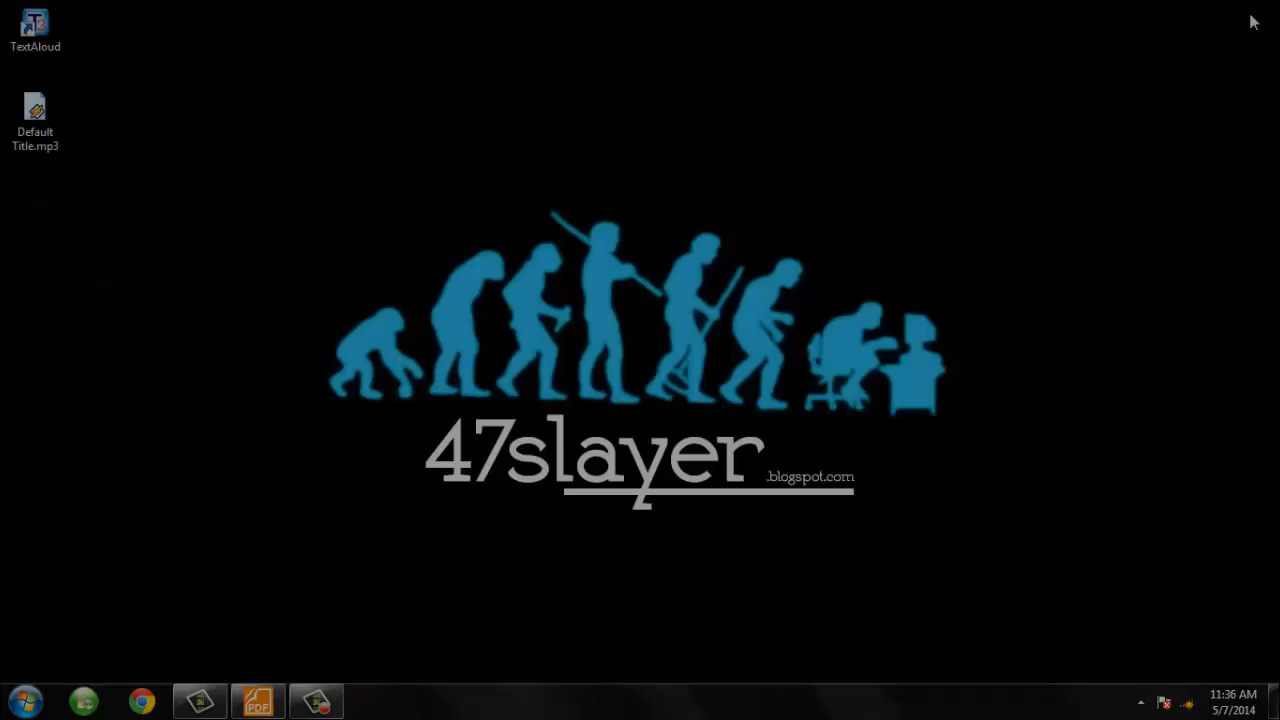 TextAloud
Default
Title.mp3
47slayer
.blogspot.com
PDF
11:36 AM
5/7/2014